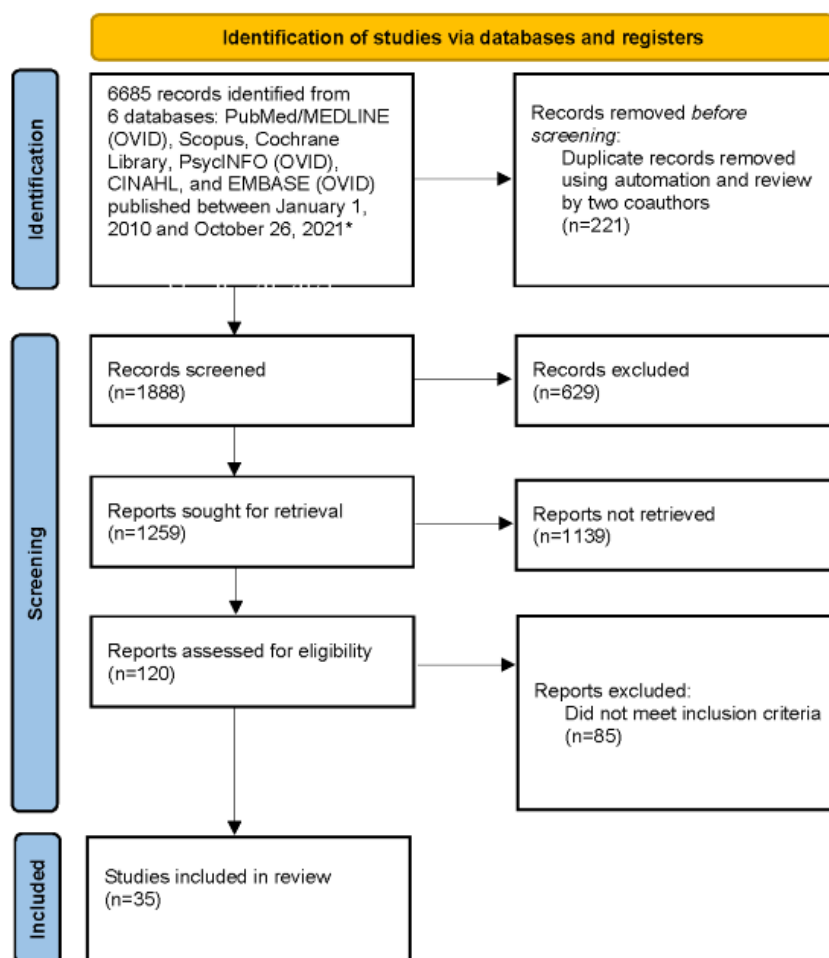 Identification of studies via databases and registers
Identification
6685 records identified from
6 databases: PubMed/MEDLINE
(OVID), Scopus, Cochrane
Library, PsycINFO (OVID),
CINAHL, and EMBASE (OVID)
published between January 1,
2010 and October 26, 2021*
Records removed before
screening:
Duplicate records removed
using automation and review
by two coauthors
(n=221)
Screening
Records screened
(n=1888)
Records excluded
(n=629)
Reports sought for retrieval
(n=1259)
Reports not retrieved
(n=1139)
Reports assessed for eligibility
(n=120)
Reports excluded:
Did not meet inclusion criteria
(n=85)
Included
Studies included in review
(n=35)